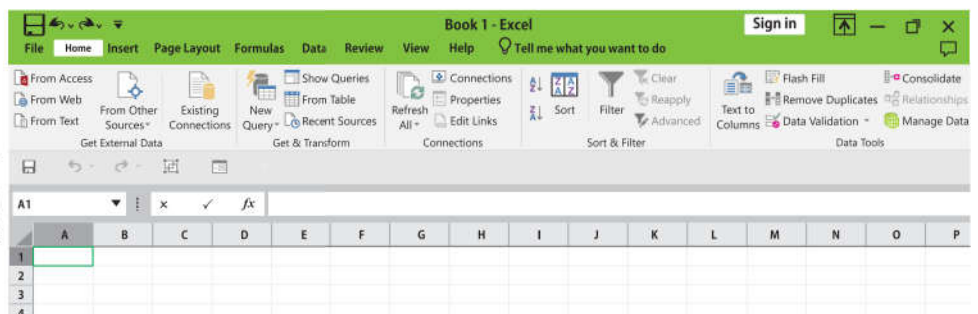 Book 1 - Excel
Sign in
File Home Insert Page Layout Formulas Data Review View Help Tell me what you want to do
From Access
From Web
From Text
From Other
Sources
Existing
Connections
Get External Data
New
Query
Show Queries
From Table
Recent Sources
Get & Transform
Refresh
All
Connections
Properties
Edit Links
Connections
A
Z
Z
A
Z A
A Z
Sort
Filter
Clear
Reapply
Advanced
Sort & Filter
Text to
Columns
Flash Fill
Remove Duplicates
Data Validation
Consolidate
Relationships
Manage Data
Data Tools
A1
fx
A B C D E F G H I J K L M N O P
1
2
3
4